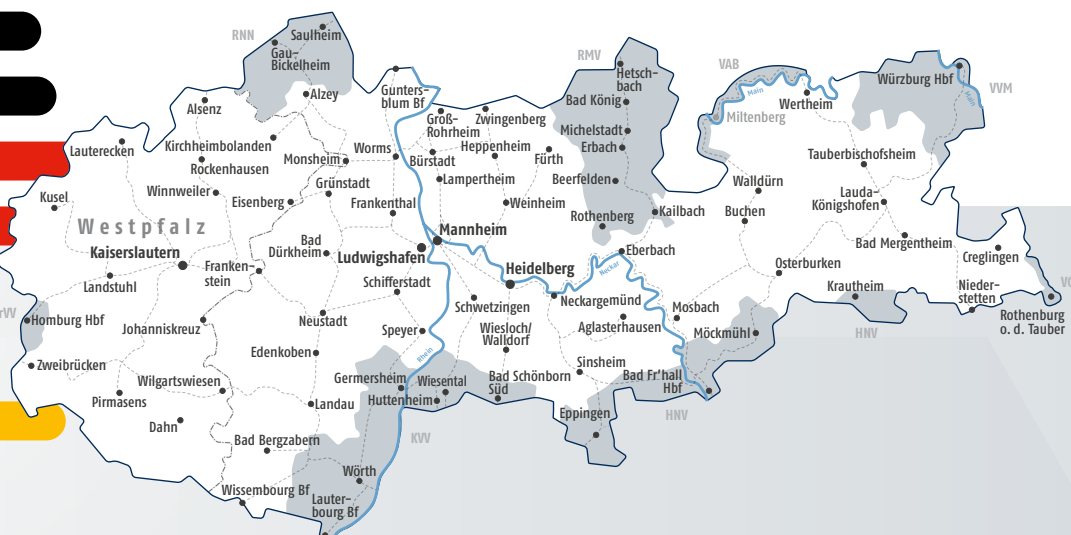 RNN
Saulheim
Gau-
Bickelheim
Alzey
Alsenz
Lauterecken
Kirchheimbolanden
Rockenhausen
Monsheim
Worms
Günters-
blum Bf
Groß-
Rohrheim
Zwingenberg
Heppenheim
Bürstadt
Fürth
Lampertheim
Weinheim
RMV
Hetsch-
bach
Bad König
Michelstadt
Erbach
Beerfelden
Rothenberg
Kailbach
VAB
Main
Miltenberg
Wertheim
Würzburg Hbf
Main
VVM
Tauberbischofsheim
Walldürn
Lauda-
Königshofen
Buchen
Bad Mergentheim
Osterburken
Creglingen
Krautheim
Nieder-
stetten
Rothenburg
o. d. Tauber
HNV
Kusel
Winnweiler
Eisenberg
Grünstadt
Frankenthal
Westpfalz
Kaiserslautern
Landstuhl
Franken-
stein
Bad
Dürkheim
Ludwigshafen
Mannheim
Schifferstadt
Heidelberg
Neckar
Eberbach
Schwetzingen
Neckargemünd
Mosbach
Möckmühl
Aglasterhausen
Wiesloch/
Walldorf
Homburg Hbf
Johanniskreuz
Neustadt
Speyer
Rhein
Edenkoben
Zweibrücken
Wilgartswiesen
Pirmasens
Germersheim
Wiesental
Huttenheim
Bad Schönborn
Süd
Sinsheim
Bad Fr'hall
Hbf
Eppingen
HNV
Landau
Dahn
KVV
Bad Bergzabern
Wörth
Wissembourg Bf
Lauter-
bourg Bf